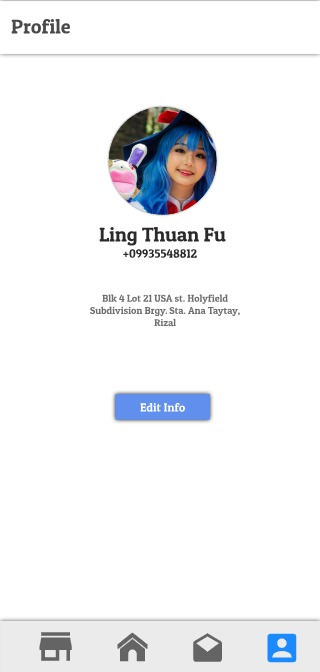 Profile
Ling Thuan Fu
+09935548812
Blk 4 Lot 21 USA st. Holyfield
Subdivision Brgy. Sta. Ana Taytay,
Rizal
Edit Info